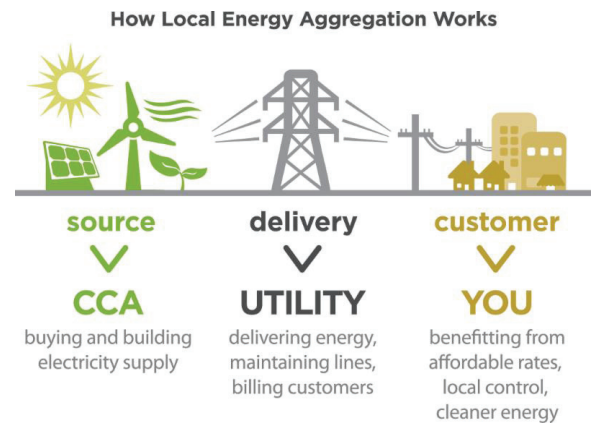 How Local Energy Aggregation Works
source
delivery
customer
CCA
UTILITY
YOU
buying and building
electricity supply
delivering energy,
maintaining lines,
billing customers
benefitting from
affordable rates,
local control,
cleaner energy